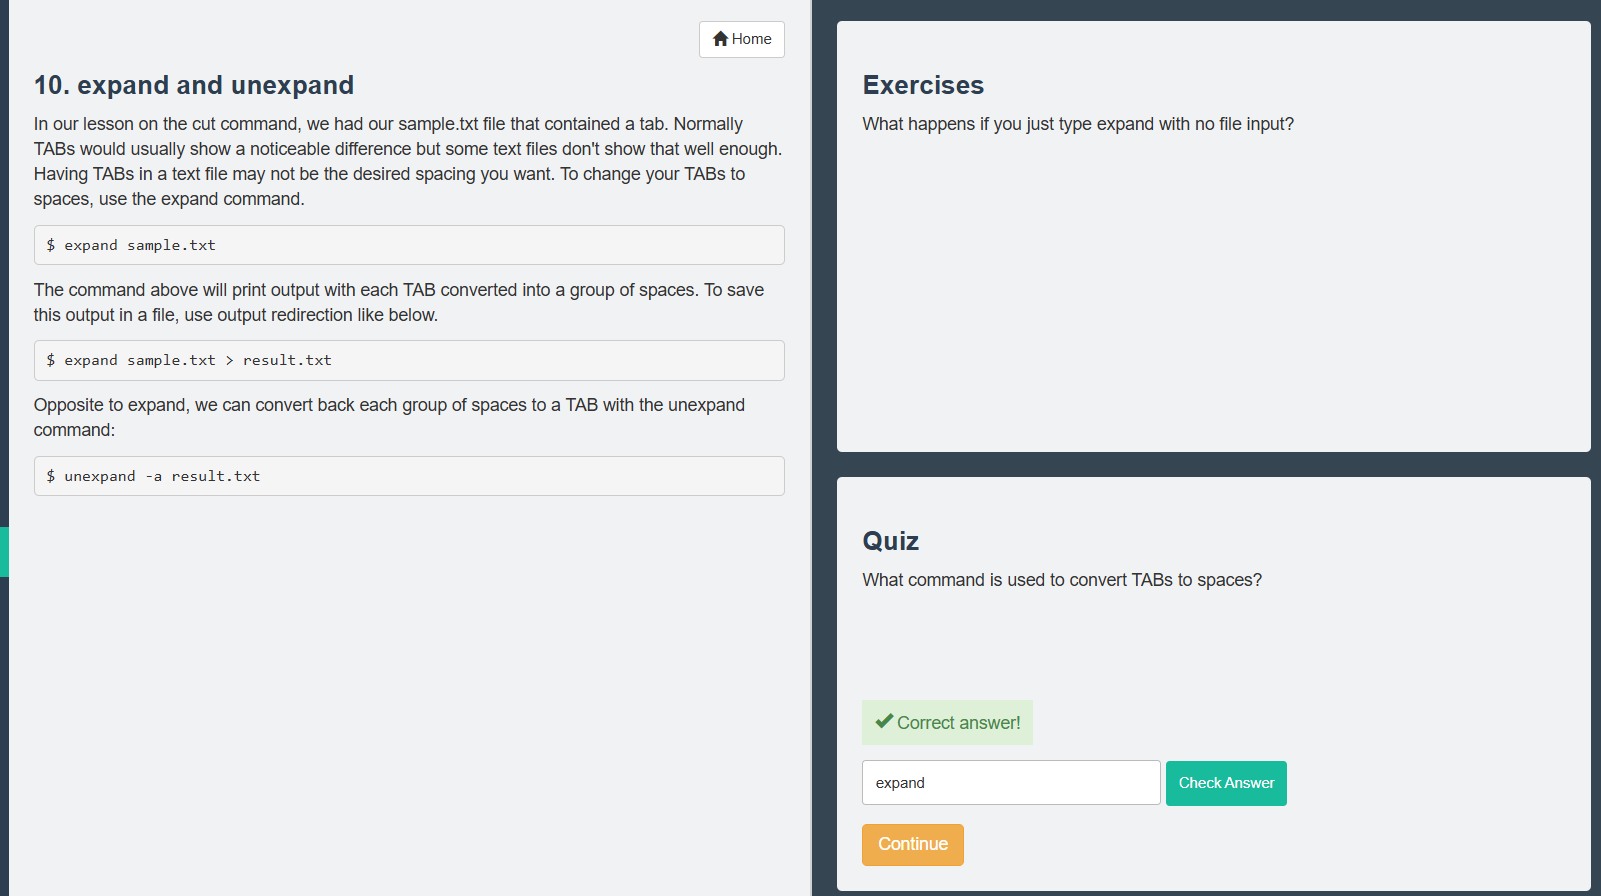 Home
10. expand and unexpand
In our lesson on the cut command, we had our sample.txt file that contained a tab. Normally
TABs would usually show a noticeable difference but some text files don't show that well enough.
Having TABs in a text file may not be the desired spacing you want. To change your TABs to
spaces, use the expand command.
$ expand sample.txt
The command above will print output with each TAB converted into a group of spaces. To save
this output in a file, use output redirection like below.
$ expand sample.txt > result.txt
Opposite to expand, we can convert back each group of spaces to a TAB with the unexpand
command:
$ unexpand -a result.txt
Exercises
What happens if you just type expand with no file input?
Quiz
What command is used to convert TABs to spaces?
Correct answer!
expand
Check Answer
Continue